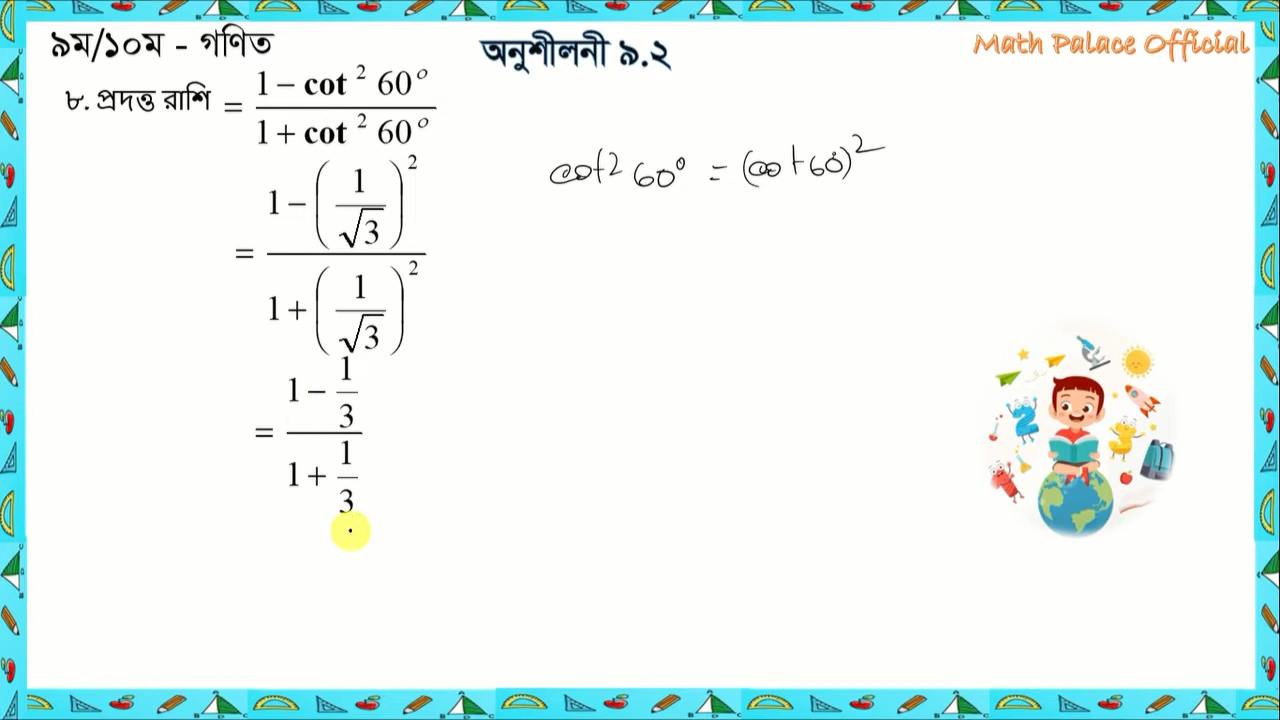 ৯ম/১০ম - গণিত
অনুশীলনী ৯.২
Math Palace Official
৮. প্রদত্ত রাশি = (1 − cot² 60°) / (1 + cot² 60°)
cot² 60° = (cot 60°)²
= (1 − (1/√3)²) / (1 + (1/√3)²)
= (1 − 1/3) / (1 + 1/3)